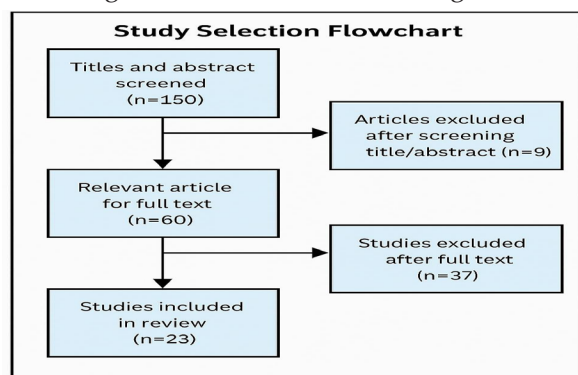 Study Selection Flowchart
Titles and abstract
screened
(n=150)
Articles excluded
after screening
title/abstract (n=9)
Relevant article
for full text
(n=60)
Studies excluded
after full text
(n=37)
Studies included
in review
(n=23)